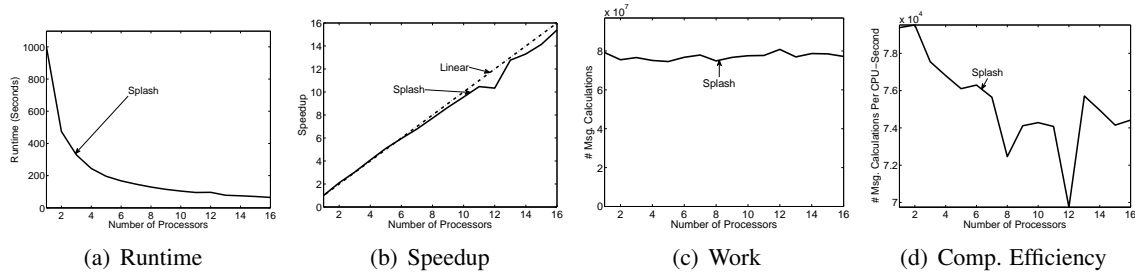 Runtime (Seconds)
1000
800
600
400
200
0
Splash
2 4 6 8 10 12 14 16
Number of Processors
(a) Runtime
Speedup
16
14
12
10
8
6
4
2
0
Linear
Splash
2 4 6 8 10 12 14 16
Number of Processors
(b) Speedup
# Msg. Calculations
x 10^7
10
8
6
4
2
0
Splash
2 4 6 8 10 12 14 16
Number of Processors
(c) Work
# Msg. Calculations Per CPU−Second
x 10^4
7.8
7.6
7.4
7.2
7
Splash
2 4 6 8 10 12 14 16
Number of Processors
(d) Comp. Efficiency